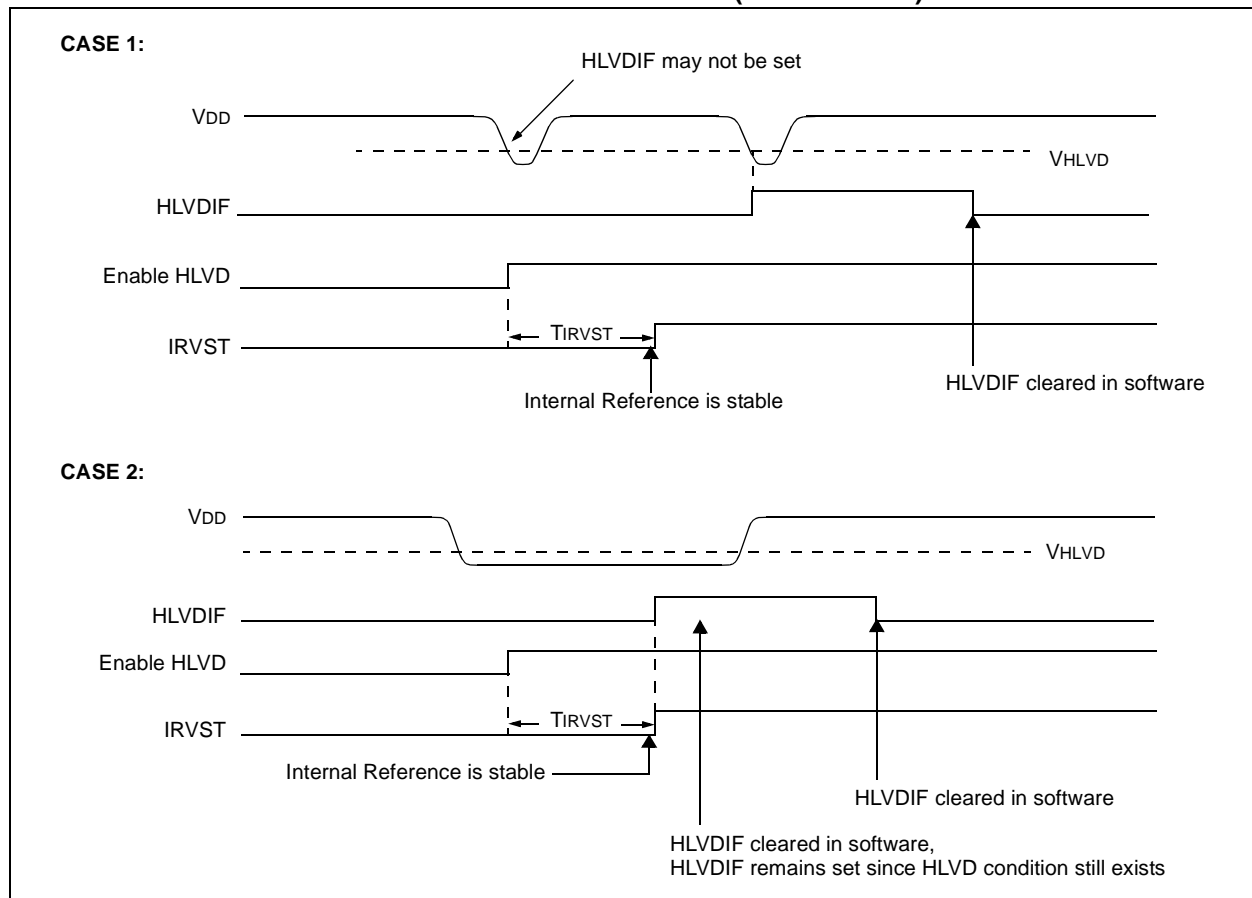 CASE 1:
HLVDIF may not be set
VDD
VHLVD
HLVDIF
Enable HLVD
TIRVST
IRVST
HLVDIF cleared in software
Internal Reference is stable
CASE 2:
VDD
VHLVD
HLVDIF
Enable HLVD
TIRVST
IRVST
Internal Reference is stable
HLVDIF cleared in software
HLVDIF cleared in software,
HLVDIF remains set since HLVD condition still exists